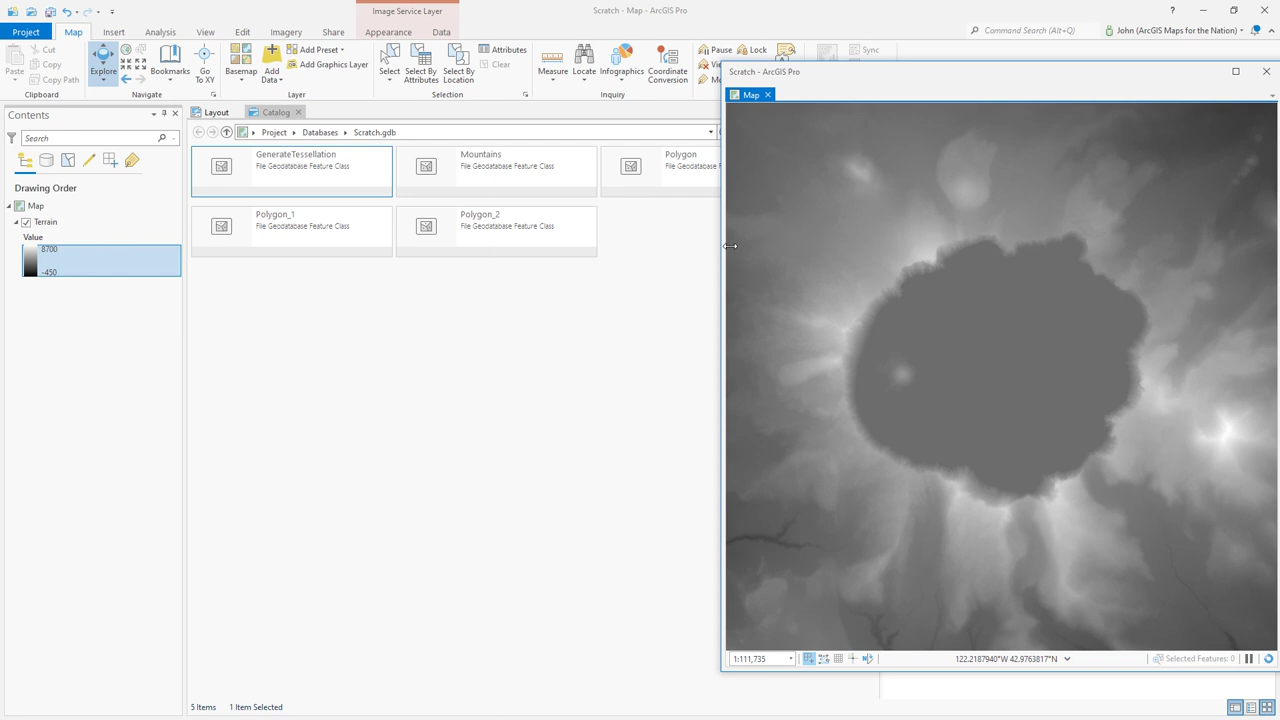 Image Service Layer
Scratch - Map - ArcGIS Pro
Project
Map
Insert
Analysis
View
Edit
Imagery
Share
Appearance
Data
Command Search (Alt+Q)
John (ArcGIS Maps for the Nation)
Paste
Cut
Copy
Copy Path
Clipboard
Explore
Bookmarks
Go
To XY
Navigate
Basemap
Add
Data
Add Preset
Add Graphics Layer
Layer
Select
Select By
Attributes
Select By
Location
Attributes
Clear
Selection
Measure
Locate
Infographics
Coordinate
Conversion
Inquiry
Pause
Lock
Sync
Contents
Search
Drawing Order
Map
Terrain
Value
8700
-450
Layout
Catalog
Project
Databases
Scratch.gdb
GenerateTessellation
File Geodatabase Feature Class
Mountains
File Geodatabase Feature Class
Polygon
Polygon_1
File Geodatabase Feature Class
Polygon_2
File Geodatabase Feature Class
5 Items
1 Item Selected
Scratch - ArcGIS Pro
Map
1:111,735
122.2187940°W 42.9763817°N
Selected Features: 0